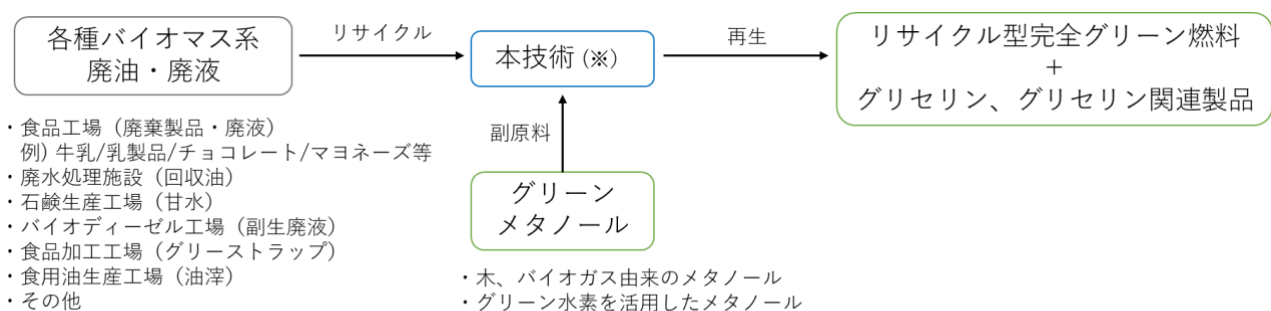 各種バイオマス系
廃油・廃液
リサイクル
本技術 (※)
再生
リサイクル型完全グリーン燃料
+
グリセリン、グリセリン関連製品
副原料
グリーン
メタノール
・食品工場（廃棄製品・廃液）
例) 牛乳/乳製品/チョコレート/マヨネーズ等
・廃水処理施設（回収油）
・石鹸生産工場（甘水）
・バイオディーゼル工場（副生廃液）
・食品加工工場（グリーストラップ）
・食用油生産工場（油滓）
・その他
・木、バイオガス由来のメタノール
・グリーン水素を活用したメタノール